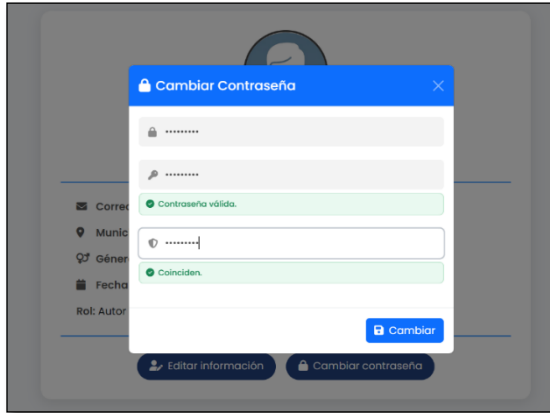 Cambiar Contraseña
•••••••••
•••••••••
Contraseña válida.
•••••••••
Coinciden.
Correo
Munic
Géner
Fecha
Rol: Autor
Cambiar
Editar información
Cambiar contraseña